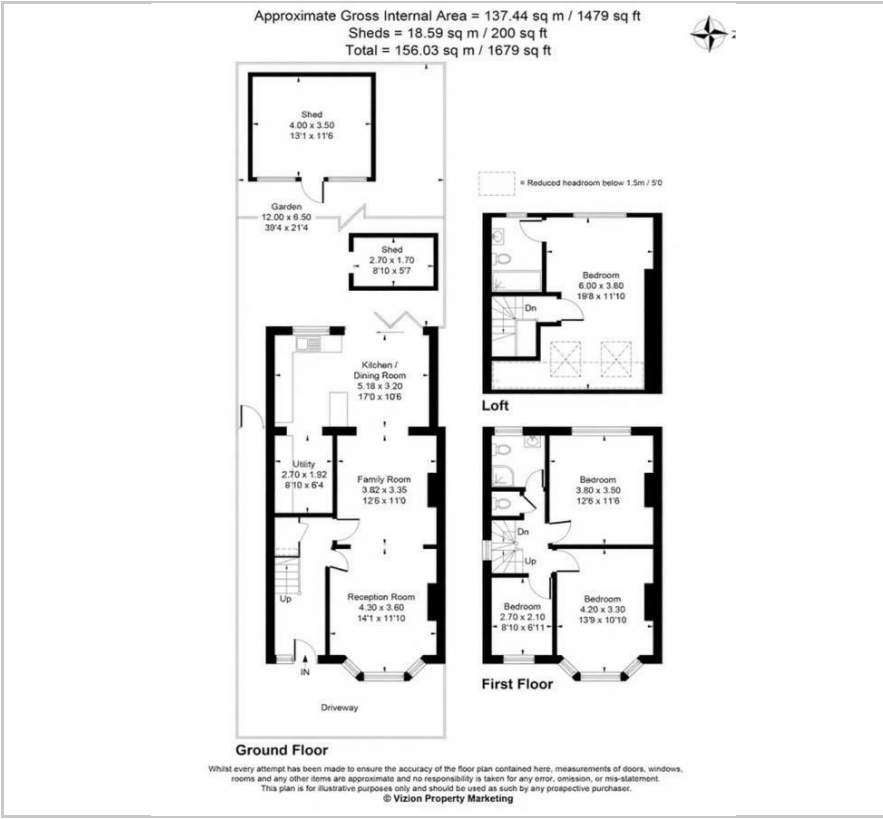 Approximate Gross Internal Area = 137.44 sq m / 1479 sq ft
Sheds = 18.59 sq m / 200 sq ft
Total = 156.03 sq m / 1679 sq ft
Shed
4.00 x 3.50
13'1 x 11'6
Garden
12.00 x 6.50
39'4 x 21'4
Shed
2.70 x 1.70
8'10 x 5'7
Kitchen /
Dining Room
5.18 x 3.20
17'0 x 10'6
Utility
2.70 x 1.92
8'10 x 6'4
Family Room
3.82 x 3.35
12'6 x 11'0
Up
Reception Room
4.30 x 3.60
14'1 x 11'10
IN
Driveway
Ground Floor
= Reduced headroom below 1.5m / 5'0
Bedroom
6.00 x 3.60
19'8 x 11'10
Dn
Loft
Bedroom
3.80 x 3.50
12'6 x 11'6
Dn
Up
Bedroom
2.70 x 2.10
8'10 x 6'11
Bedroom
4.20 x 3.30
13'9 x 10'10
First Floor
Whilst every attempt has been made to ensure the accuracy of the floor plan contained here, measurements of doors, windows,
rooms and any other items are approximate and no responsibility is taken for any error, omission, or mis-statement.
This plan is for illustrative purposes only and should be used as such by any prospective purchaser.
© Vizion Property Marketing